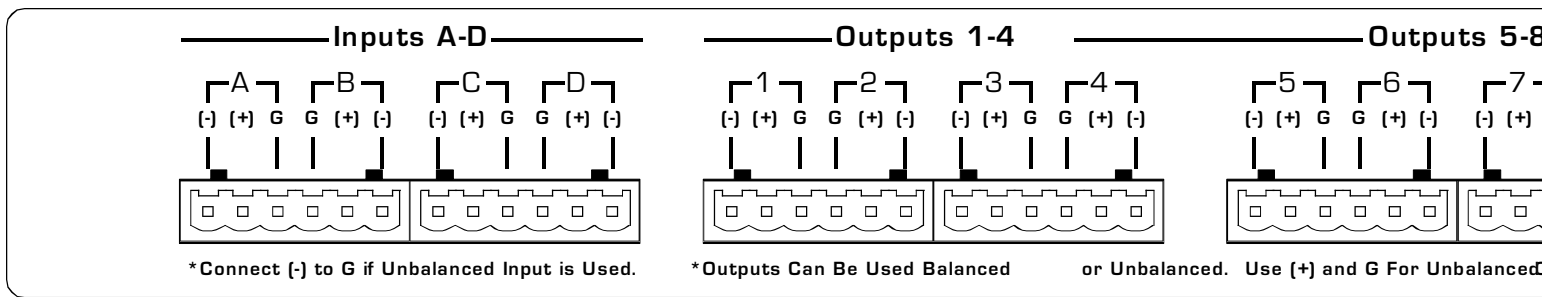 Inputs A-D Outputs 1-4 Outputs 5-8
A B C D 1 2 3 4 5 6 7
(-) (+) G G (+) (-) (-) (+) G G (+) (-) (-) (+) G G (+) (-) (-) (+) G G (+) (-) (-) (+) G G (+) (-) (-) (+)
*Connect (-) to G if Unbalanced Input is Used. *Outputs Can Be Used Balanced or Unbalanced. Use (+) and G For Unbalanced